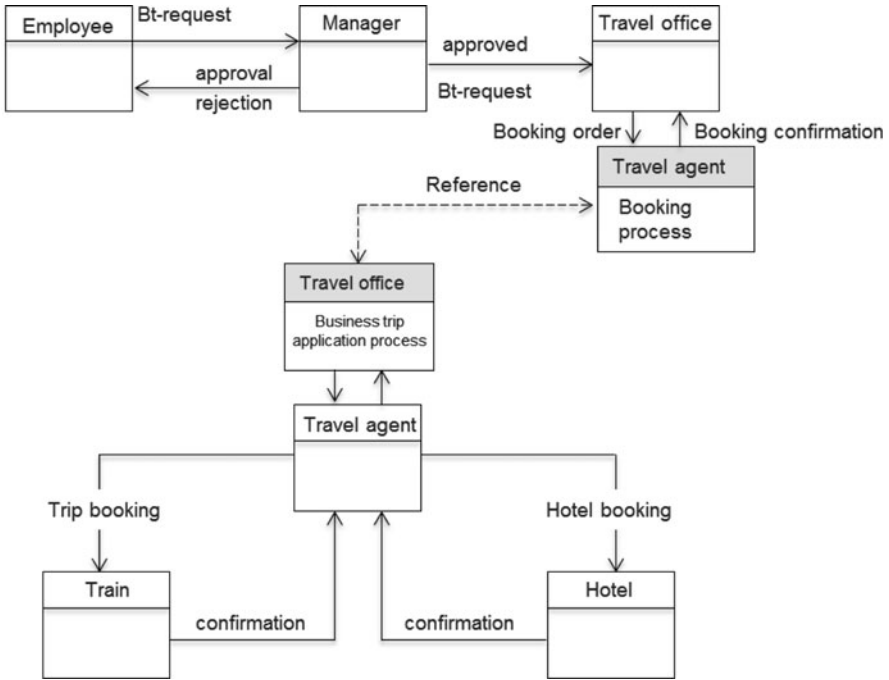 Employee
Bt-request
Manager
Travel office
approval
rejection
approved
Bt-request
Booking order
Booking confirmation
Travel agent
Booking
process
Reference
Travel office
Business trip
application process
Travel agent
Trip booking
Hotel booking
Train
confirmation
confirmation
Hotel